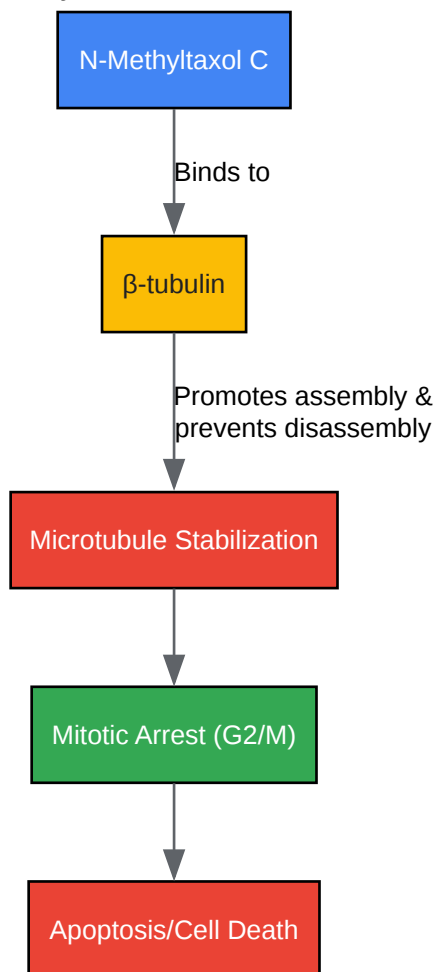 N-Methyltaxol C
Binds to
β-tubulin
Promotes assembly &
prevents disassembly
Microtubule Stabilization
Mitotic Arrest (G2/M)
Apoptosis/Cell Death